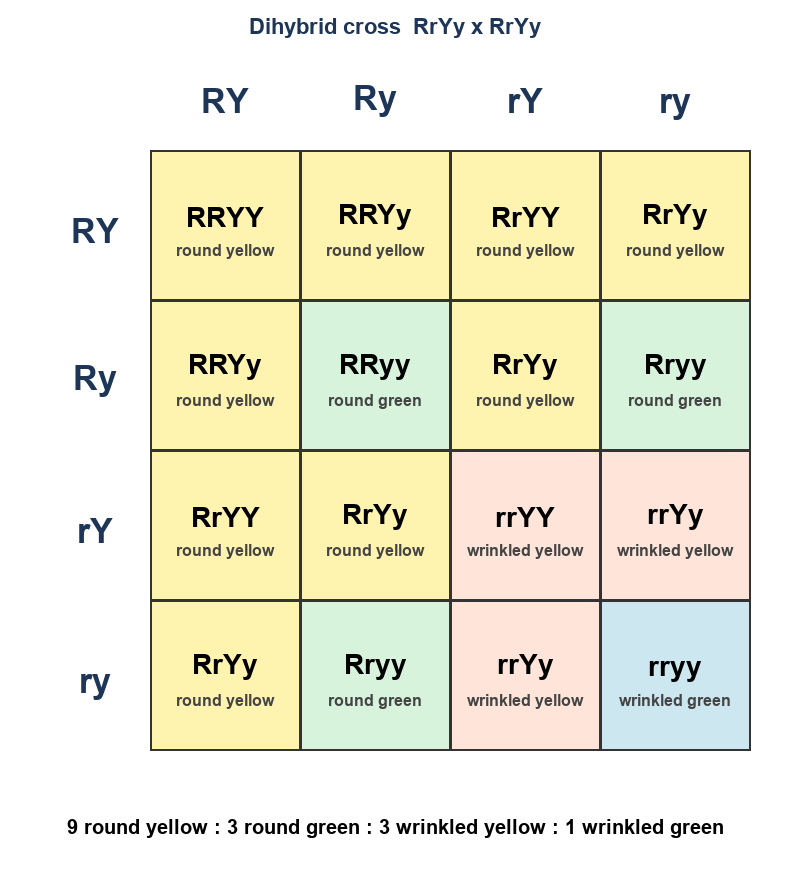 Dihybrid cross  RrYy x RrYy
RY Ry rY ry
RY RRYY RRYy RrYY RrYy
round yellow round yellow round yellow round yellow
Ry RRYy RRyy RrYy Rryy
round yellow round green round yellow round green
rY RrYY RrYy rrYY rrYy
round yellow round yellow wrinkled yellow wrinkled yellow
ry RrYy Rryy rrYy rryy
round yellow round green wrinkled yellow wrinkled green
9 round yellow : 3 round green : 3 wrinkled yellow : 1 wrinkled green